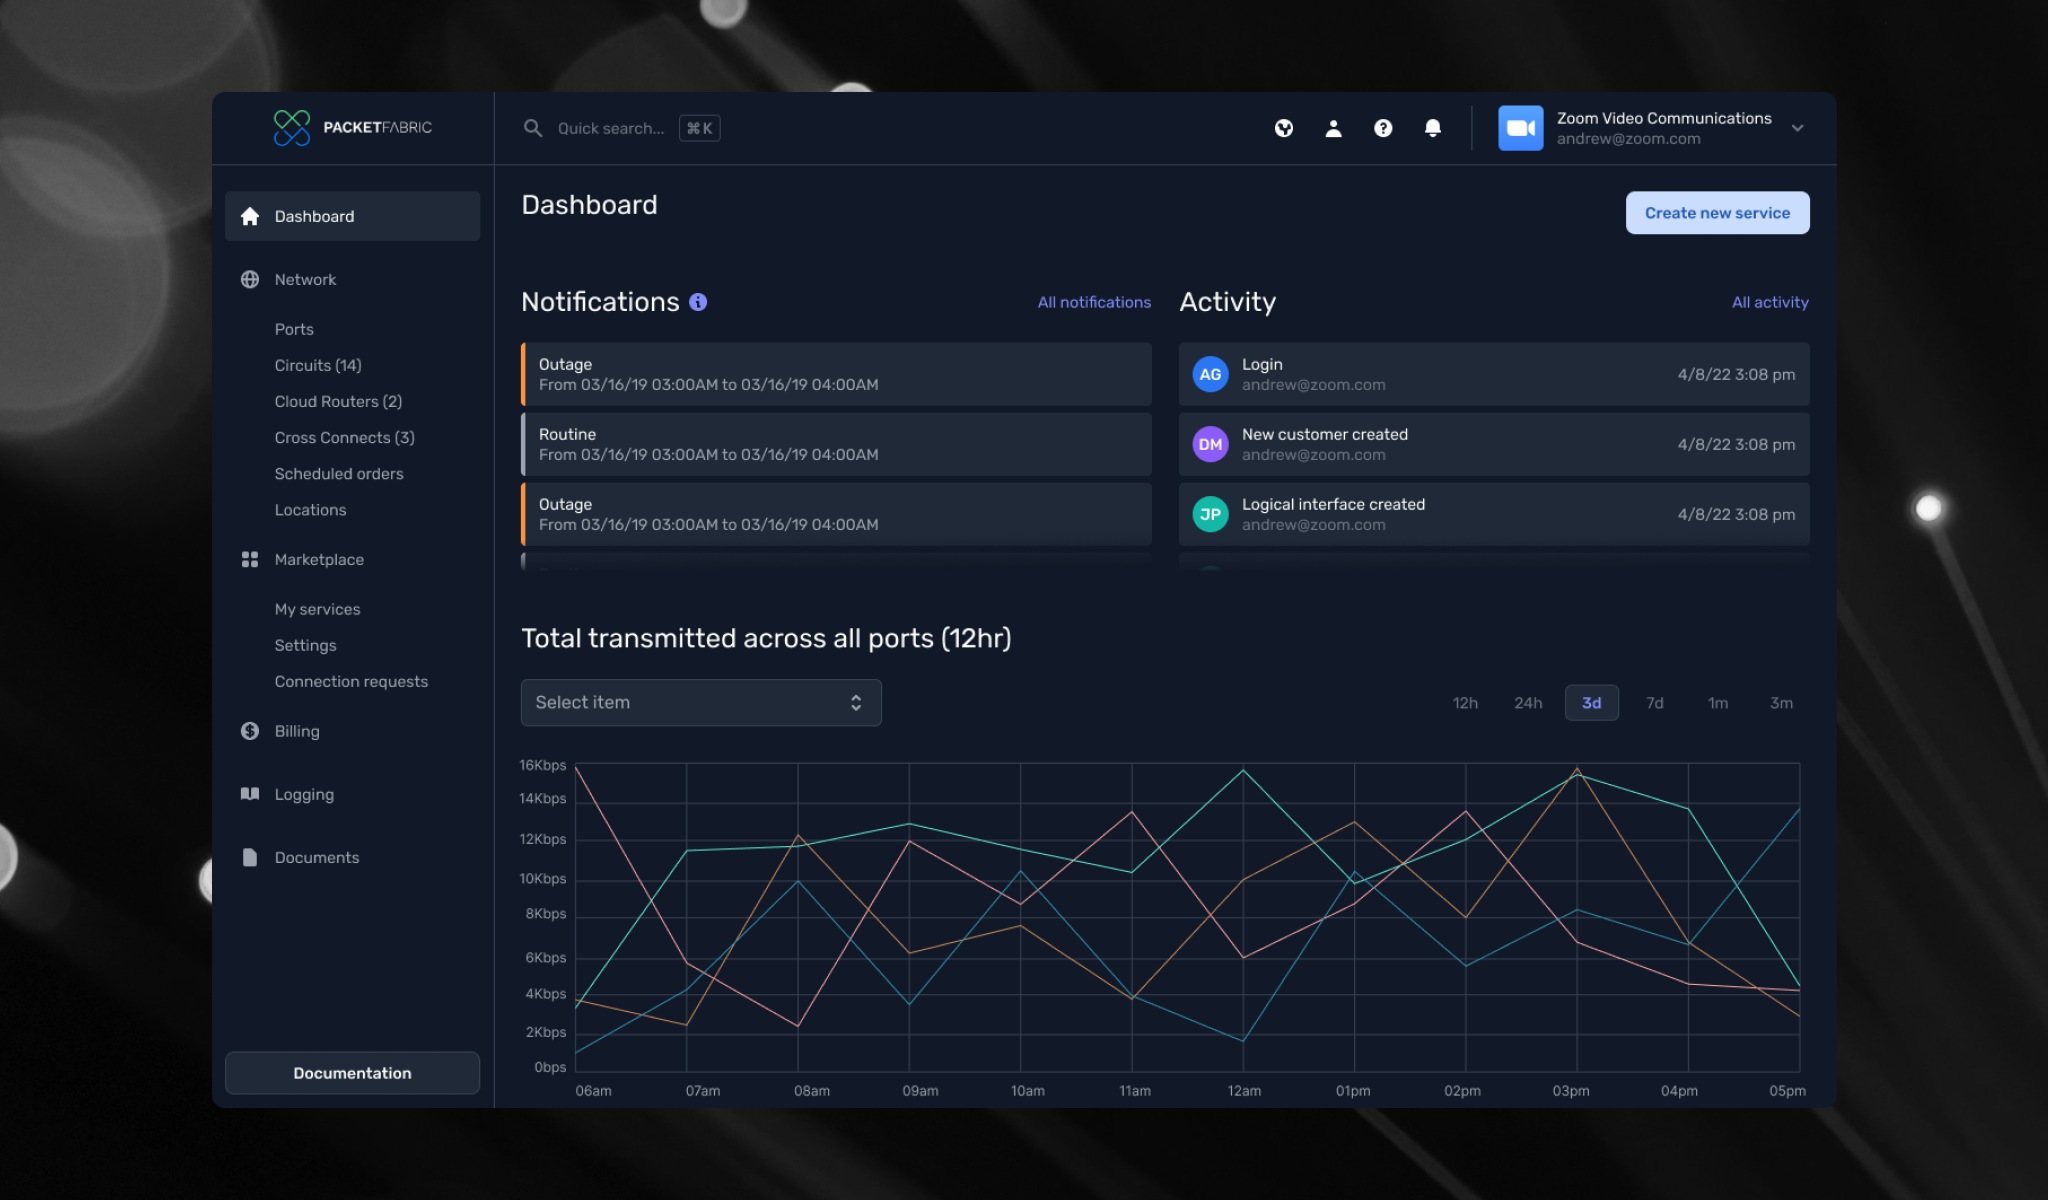 PACKETFABRIC
Quick search...
⌘ K
Zoom Video Communications
andrew@zoom.com
Dashboard
Network
Ports
Circuits (14)
Cloud Routers (2)
Cross Connects (3)
Scheduled orders
Locations
Marketplace
My services
Settings
Connection requests
Billing
Logging
Documents
Documentation
Dashboard
Create new service
Notifications
All notifications
Outage
From 03/16/19 03:00AM to 03/16/19 04:00AM
Routine
From 03/16/19 03:00AM to 03/16/19 04:00AM
Outage
From 03/16/19 03:00AM to 03/16/19 04:00AM
Activity
All activity
AG
Login
andrew@zoom.com
4/8/22 3:08 pm
DM
New customer created
andrew@zoom.com
4/8/22 3:08 pm
JP
Logical interface created
andrew@zoom.com
4/8/22 3:08 pm
Total transmitted across all ports (12hr)
Select item
12h 24h 3d 7d 1m 3m
16Kbps
14Kbps
12Kbps
10Kbps
8Kbps
6Kbps
4Kbps
2Kbps
0bps
06am 07am 08am 09am 10am 11am 12am 01pm 02pm 03pm 04pm 05pm